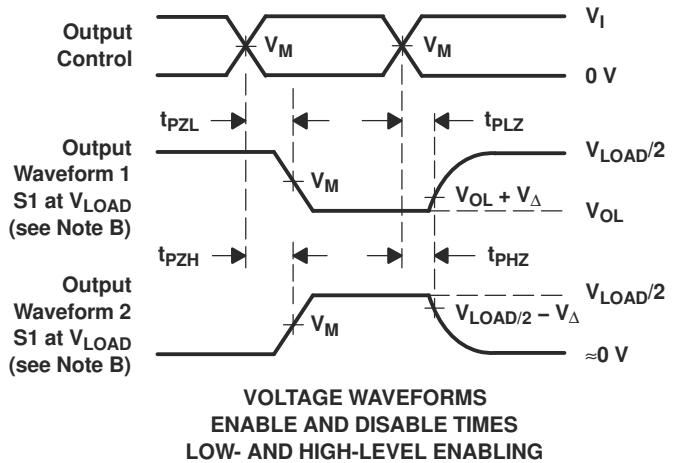 Output
Control
V_M
V_M
V_I
0 V
t_PZL
t_PLZ
Output
Waveform 1
S1 at V_LOAD
(see Note B)
V_M
V_OL + V_Δ
V_LOAD/2
V_OL
t_PZH
t_PHZ
Output
Waveform 2
S1 at V_LOAD
(see Note B)
V_M
V_LOAD/2 – V_Δ
V_LOAD/2
≈0 V
VOLTAGE WAVEFORMS
ENABLE AND DISABLE TIMES
LOW- AND HIGH-LEVEL ENABLING